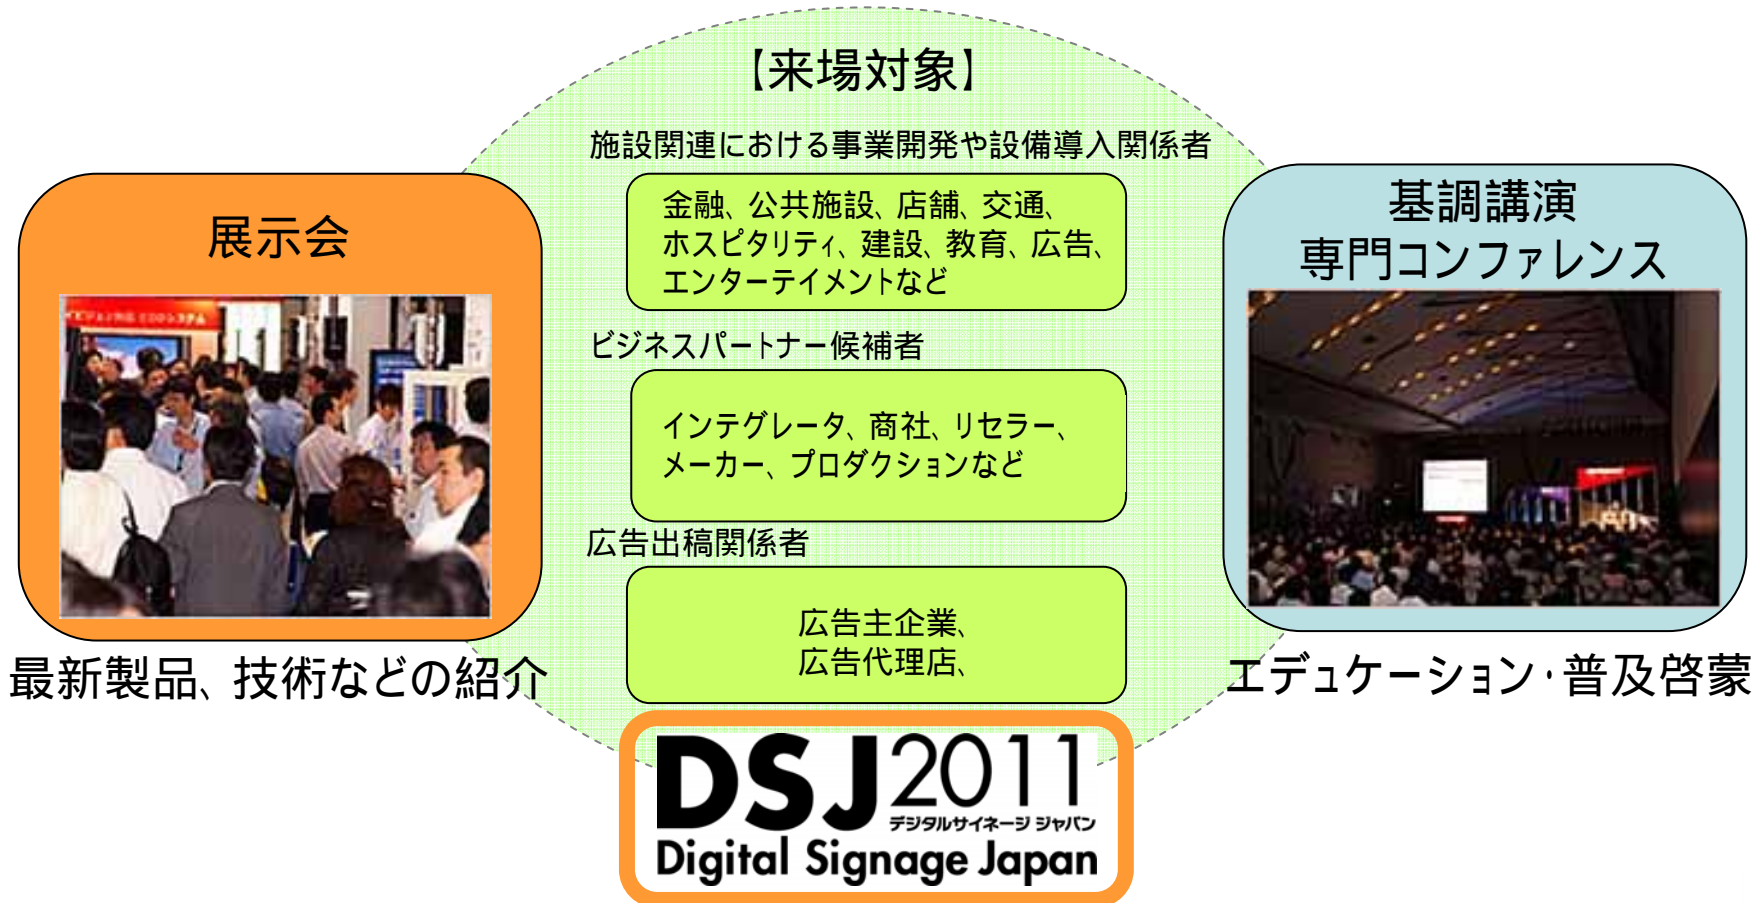 【来場対象】
施設関連における事業開発や設備導入関係者
金融、公共施設、店舗、交通、
ホスピタリティ、建設、教育、広告、
エンターテイメントなど
ビジネスパートナー候補者
インテグレータ、商社、リセラー、
メーカー、プロダクションなど
広告出稿関係者
広告主企業、
広告代理店、
展示会
最新製品、技術などの紹介
基調講演
専門コンファレンス
エデュケーション・普及啓蒙
DSJ2011
デジタルサイネージ ジャパン
Digital Signage Japan